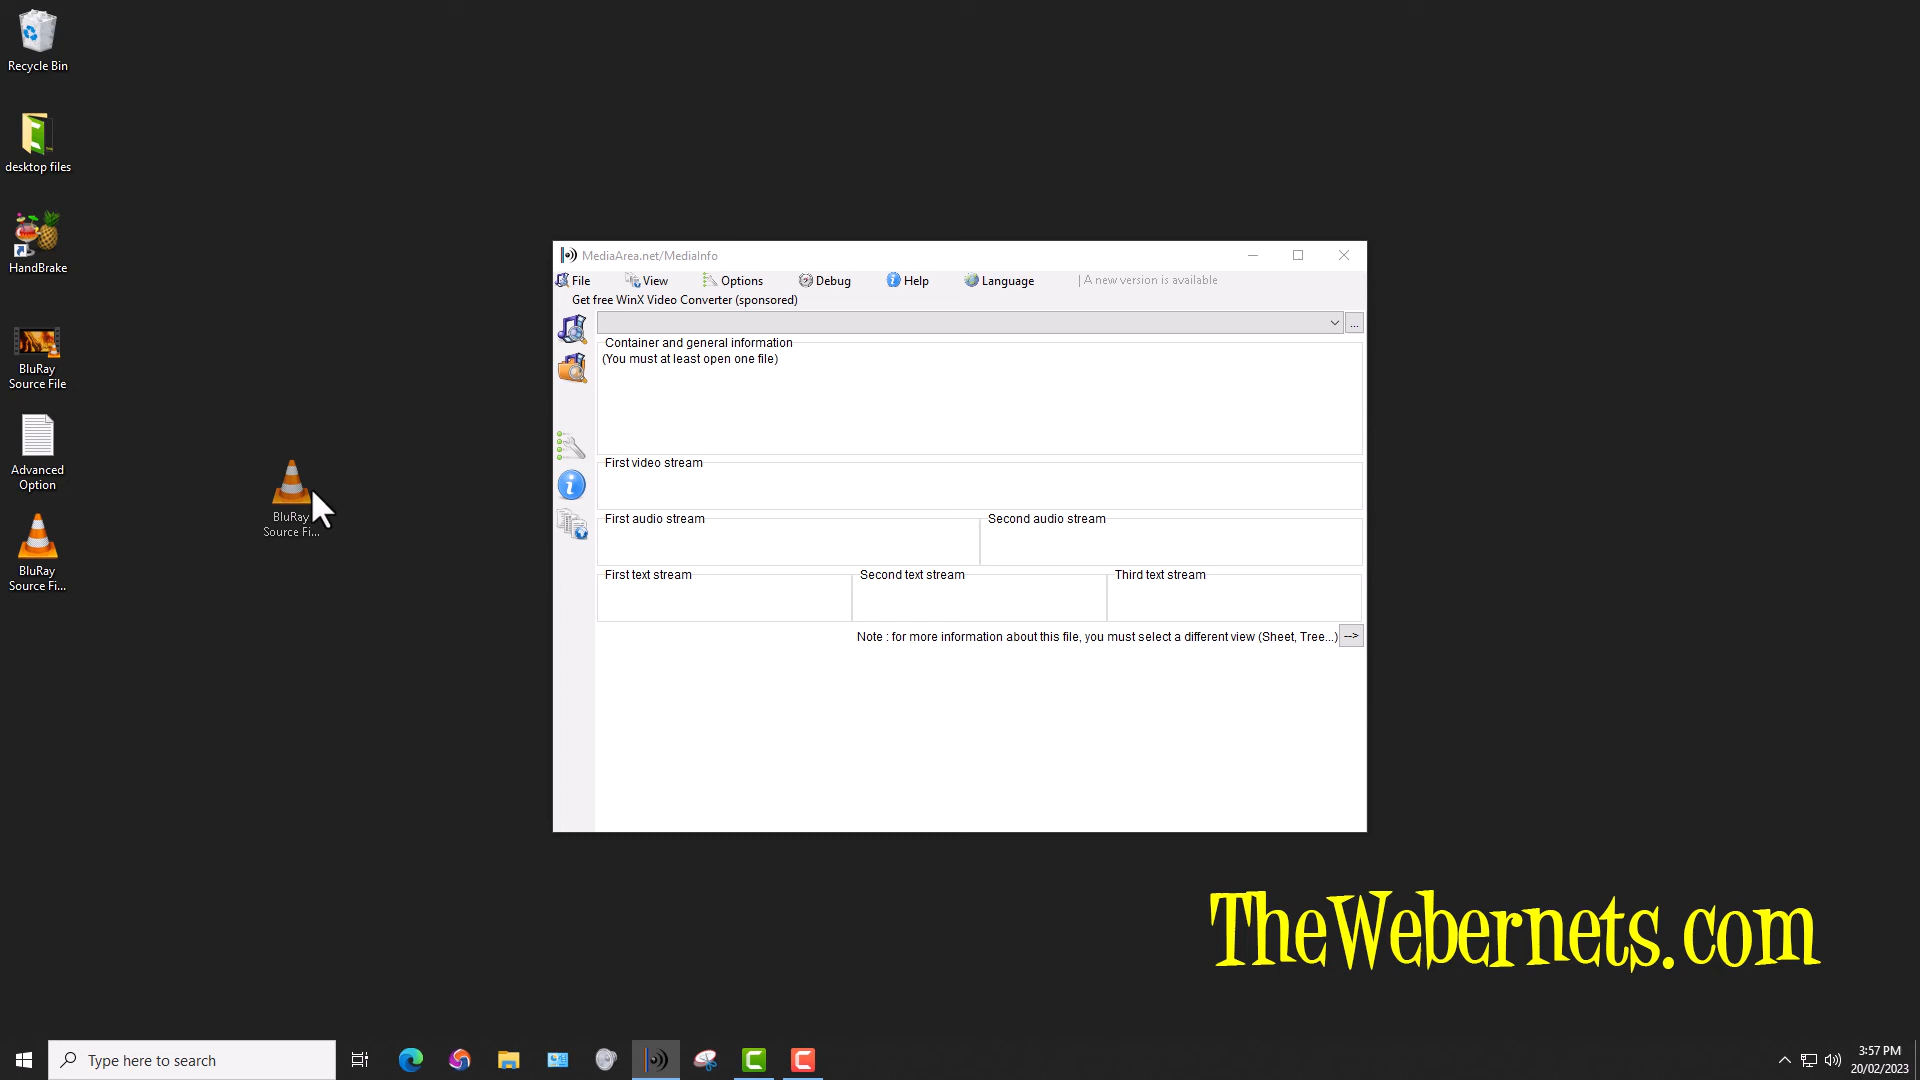 Recycle Bin
desktop files
HandBrake
BluRay
Source File
Advanced
Option
BluRay
Source Fi...
BluRay
Source Fi...
MediaArea.net/MediaInfo
File View Options Debug Help Language | A new version is available
Get free WinX Video Converter (sponsored)
...
Container and general information
(You must at least open one file)
First video stream
First audio stream Second audio stream
First text stream Second text stream Third text stream
Note : for more information about this file, you must select a different view (Sheet, Tree...) -->
TheWebernets.com
Type here to search
3:57 PM
20/02/2023